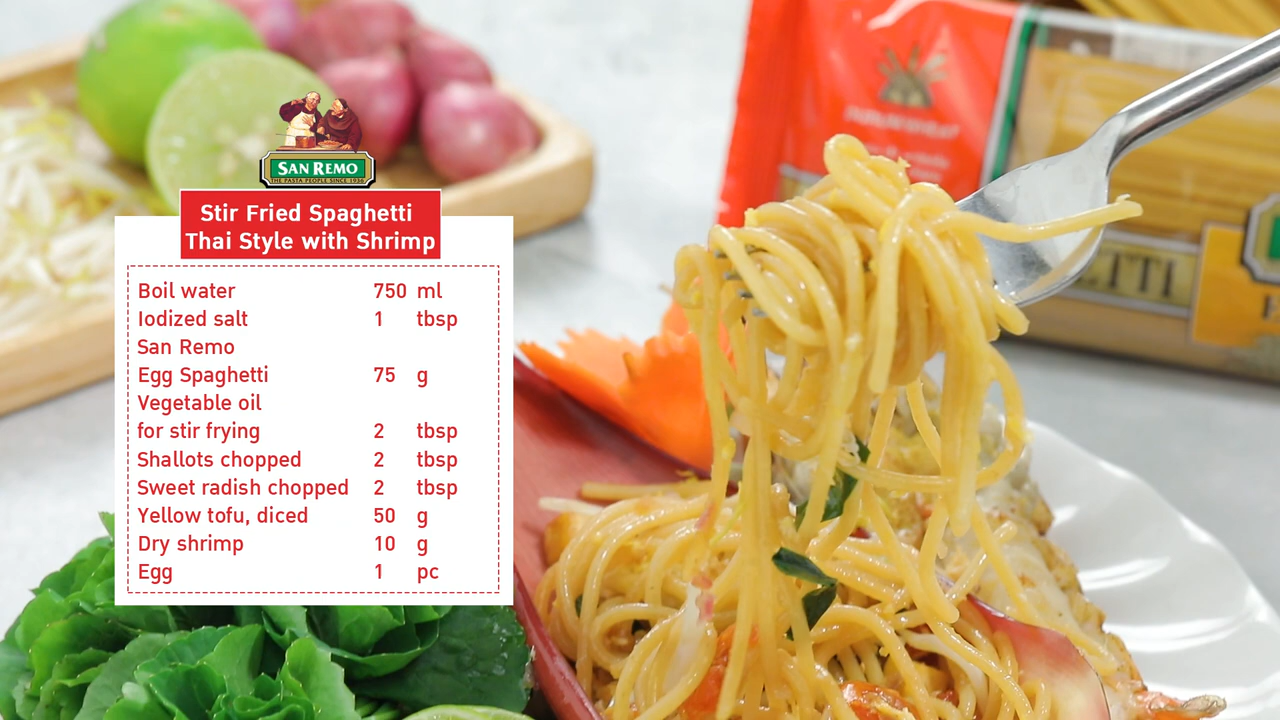 SAN REMO
THE PASTA PEOPLE SINCE 1936
Stir Fried Spaghetti
Thai Style with Shrimp
Boil water 750 ml
Iodized salt 1 tbsp
San Remo
Egg Spaghetti 75 g
Vegetable oil
for stir frying 2 tbsp
Shallots chopped 2 tbsp
Sweet radish chopped 2 tbsp
Yellow tofu, diced 50 g
Dry shrimp 10 g
Egg 1 pc
DURUM WHEAT